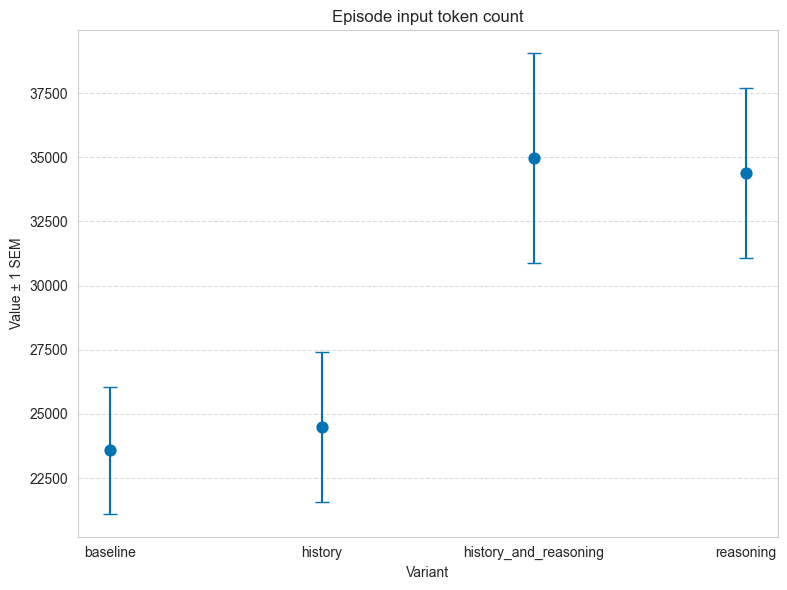 Episode input token count
Value ± 1 SEM
37500
35000
32500
30000
27500
25000
22500
baseline
history
history_and_reasoning
reasoning
Variant